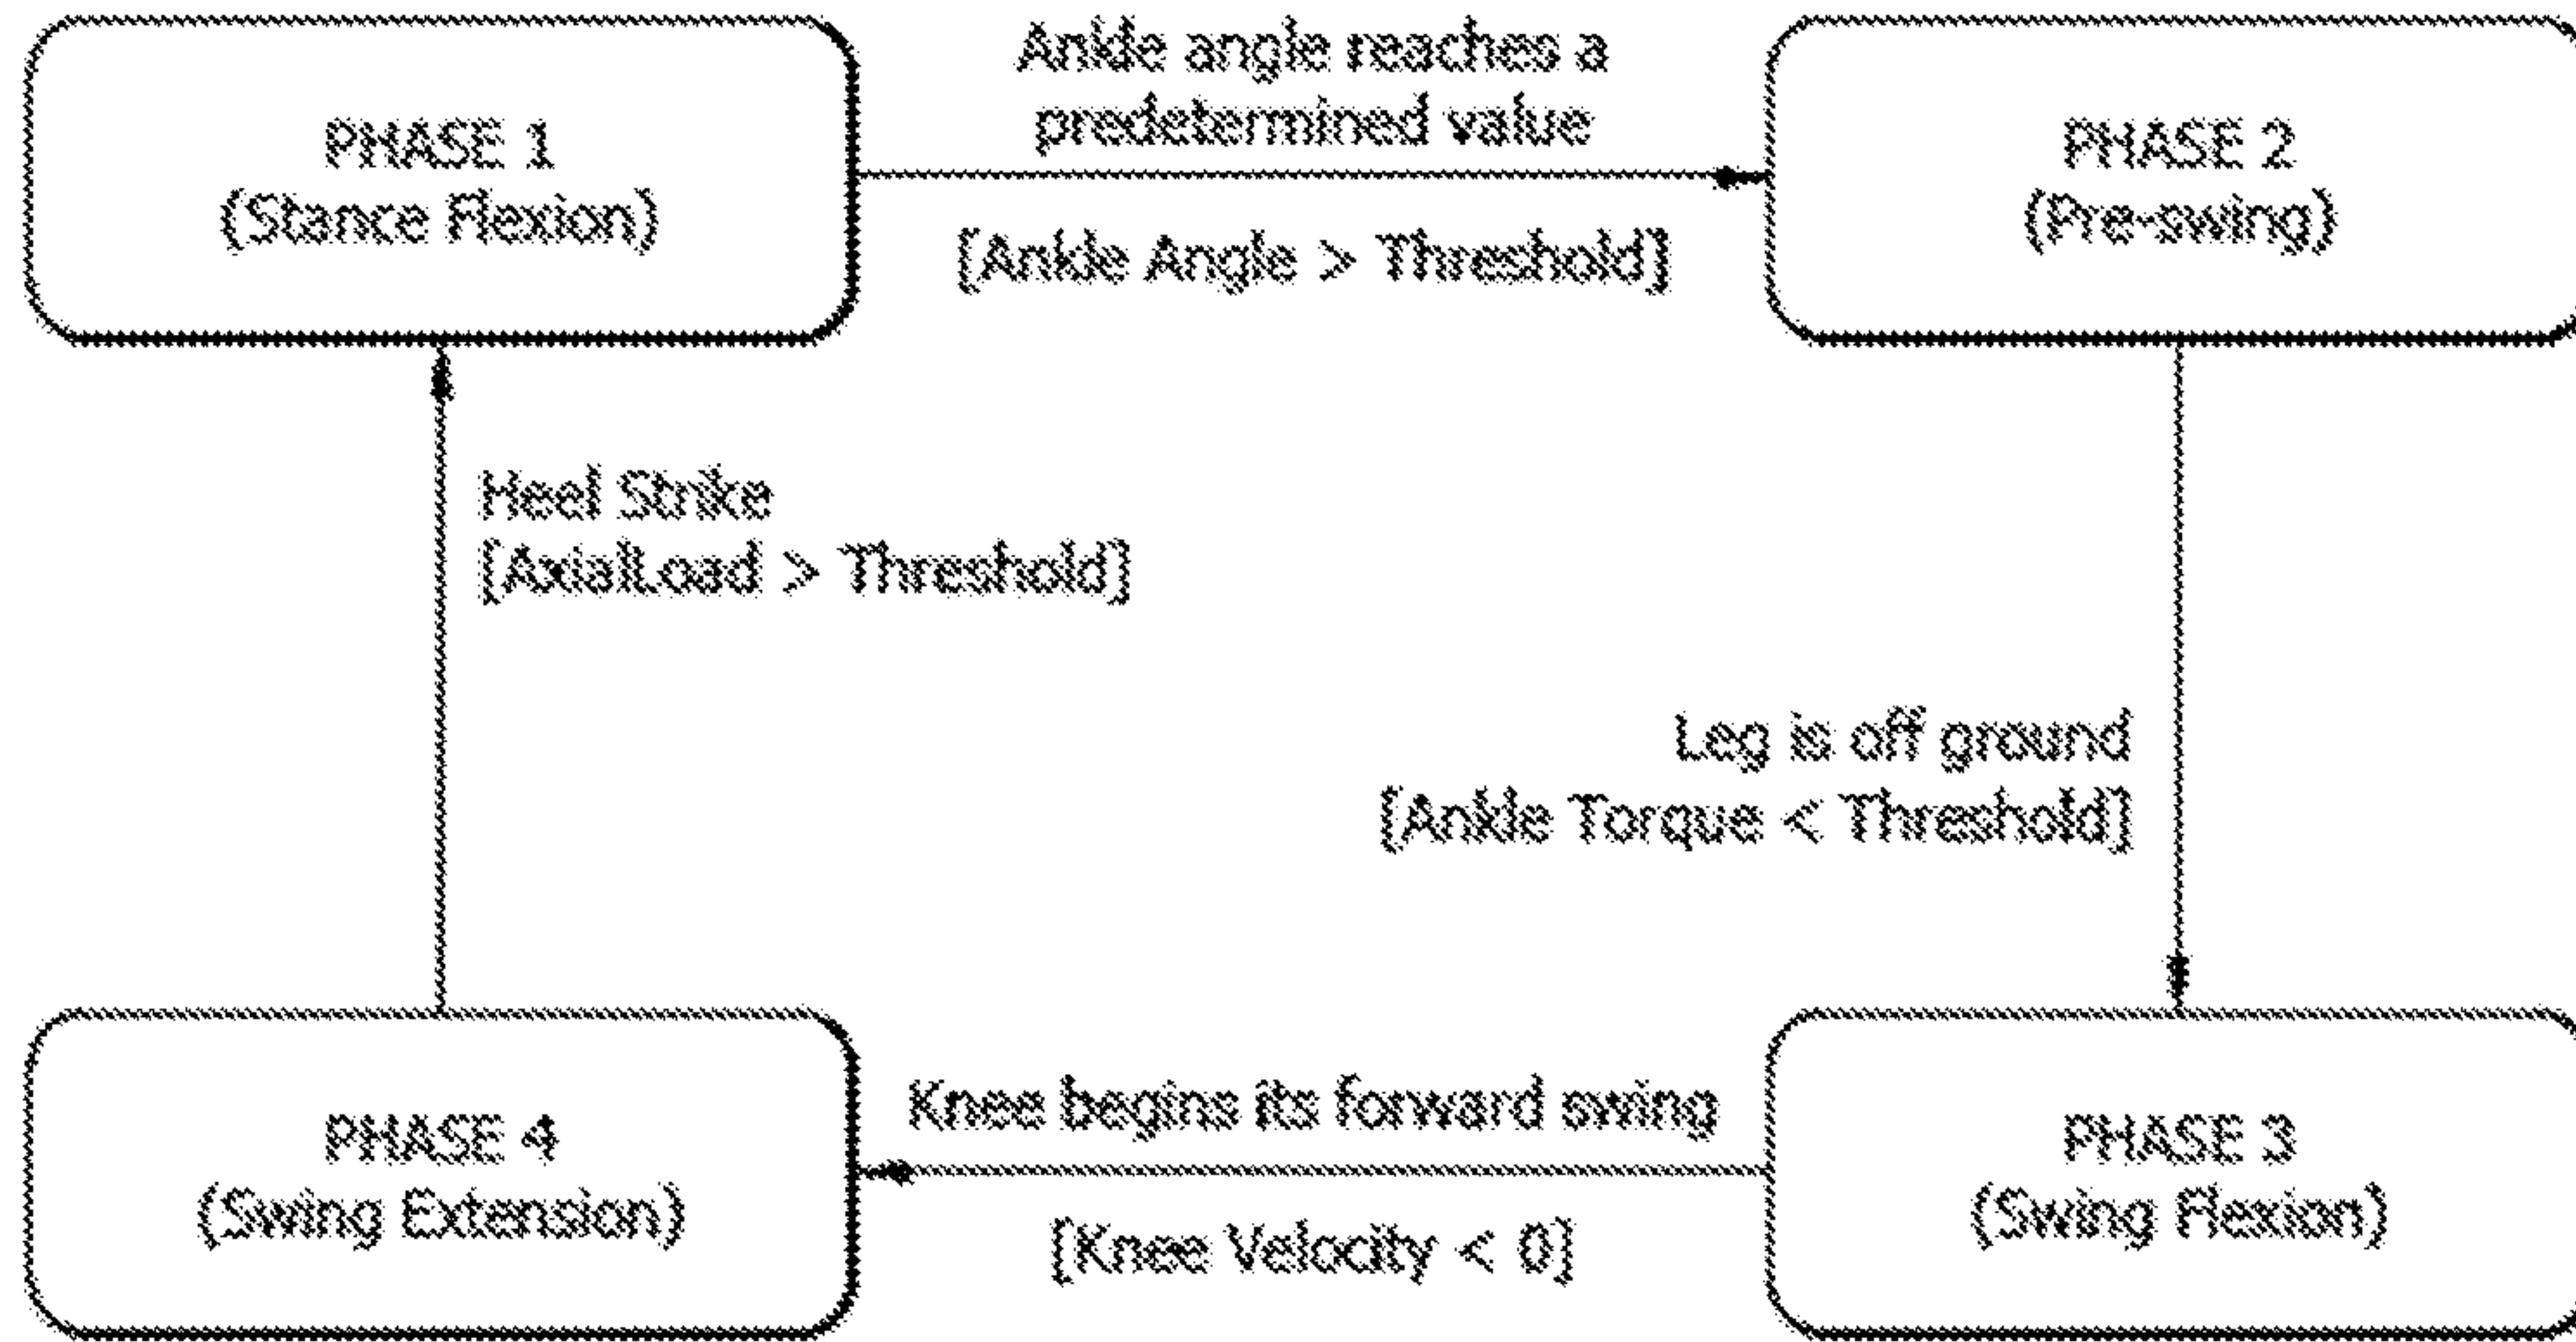 PHASE 1
(Stance Flexion)
Ankle angle reaches a
predetermined value
[Ankle Angle > Threshold]
PHASE 2
(Pre-swing)
Heel Strike
[AxialLoad > Threshold]
Leg is off ground
[Ankle Torque < Threshold]
PHASE 4
(Swing Extension)
Knee begins its forward swing
[Knee Velocity < 0]
PHASE 3
(Swing Flexion)